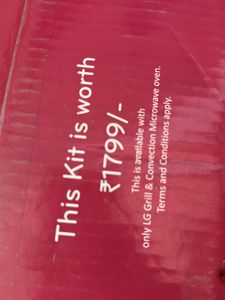 This Kit is worth
₹1799/-
This is available with
only LG Grill & Convection Microwave oven.
Terms and Conditions apply.